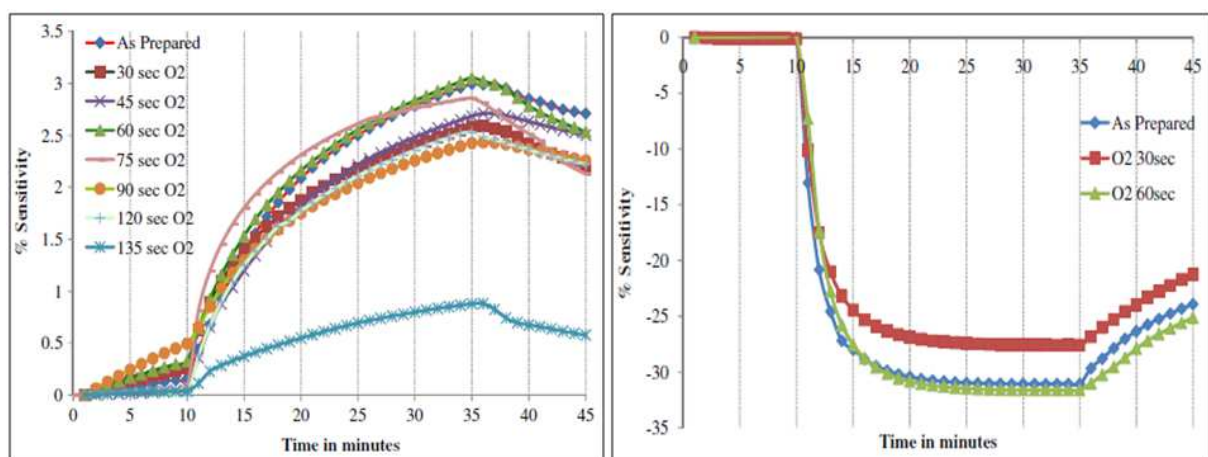 % Sensitivity
3.5
3
2.5
2
1.5
1
0.5
0
As Prepared
30 sec O2
45 sec O2
60 sec O2
75 sec O2
90 sec O2
120 sec O2
135 sec O2
0 5 10 15 20 25 30 35 40 45
Time in minutes
% Sensitivity
0
-5
-10
-15
-20
-25
-30
-35
0 5 10 15 20 25 30 35 40 45
As Prepared
O2 30sec
O2 60sec
Time in minutes